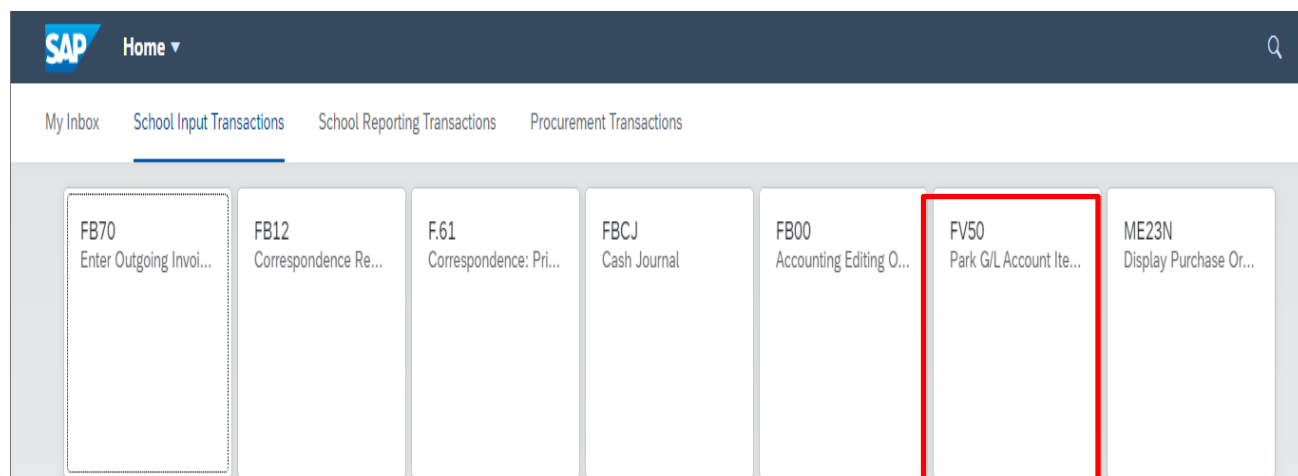 SAP Home ▾
My Inbox School Input Transactions School Reporting Transactions Procurement Transactions
FB70 FB12 F.61 FBCJ FB00 FV50 ME23N
Enter Outgoing Invoi... Correspondence Re... Correspondence: Pri... Cash Journal Accounting Editing O... Park G/L Account Ite... Display Purchase Or...